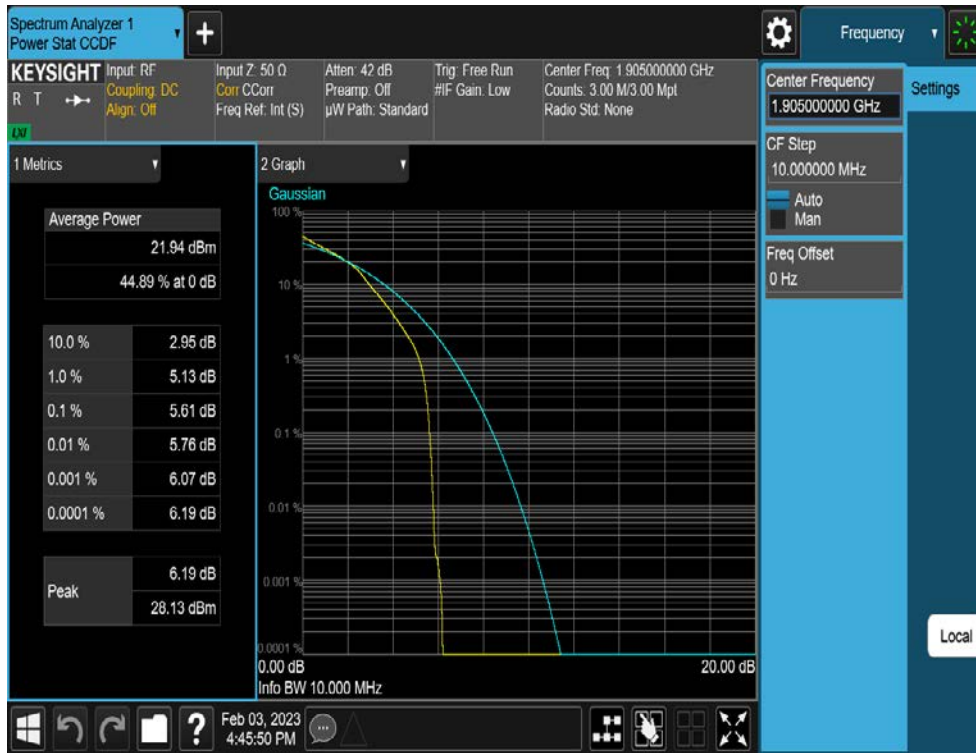 Spectrum Analyzer 1
Power Stat CCDF
+
Frequency
KEYSIGHT
R T
LXI
Input: RF
Coupling: DC
Align: Off
Input Z: 50 Ω
Corr CCorr
Freq Ref: Int (S)
Atten: 42 dB
Preamp: Off
µW Path: Standard
Trig: Free Run
#IF Gain: Low
Center Freq: 1.905000000 GHz
Counts: 3.00 M/3.00 Mpt
Radio Std: None
Center Frequency
1.905000000 GHz
Settings
CF Step
10.000000 MHz
Auto
Man
Freq Offset
0 Hz
1 Metrics
Average Power
21.94 dBm
44.89 % at 0 dB
10.0 % 2.95 dB
1.0 % 5.13 dB
0.1 % 5.61 dB
0.01 % 5.76 dB
0.001 % 6.07 dB
0.0001 % 6.19 dB
Peak 6.19 dB
28.13 dBm
2 Graph
Gaussian
100 %
10 %
1 %
0.1 %
0.01 %
0.001 %
0.0001 %
0.00 dB 20.00 dB
Info BW 10.000 MHz
Local
?
Feb 03, 2023
4:45:50 PM